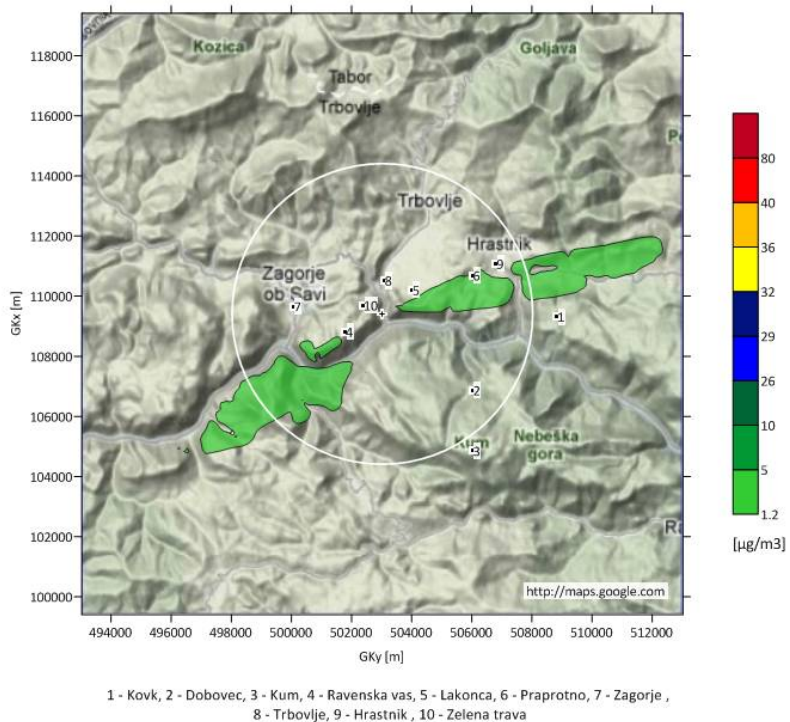 118000
116000
114000
112000
110000
108000
106000
104000
102000
100000
GKx [m]
494000 496000 498000 500000 502000 504000 506000 508000 510000 512000
GKy [m]
Kozica
Goljava
Tabor
Trbovlje
Trbovlje
Hrastnik
Zagorje
ob Savi
9
6
8
5
10
7
4
1
2
Kum
3
Nebeška
gora
http://maps.google.com
80
40
36
32
29
26
10
5
1.2
[µg/m3]
1 - Kovk, 2 - Dobovec, 3 - Kum, 4 - Ravenska vas, 5 - Lakonca, 6 - Praprotno, 7 - Zagorje ,
8 - Trbovlje, 9 - Hrastnik , 10 - Zelena trava